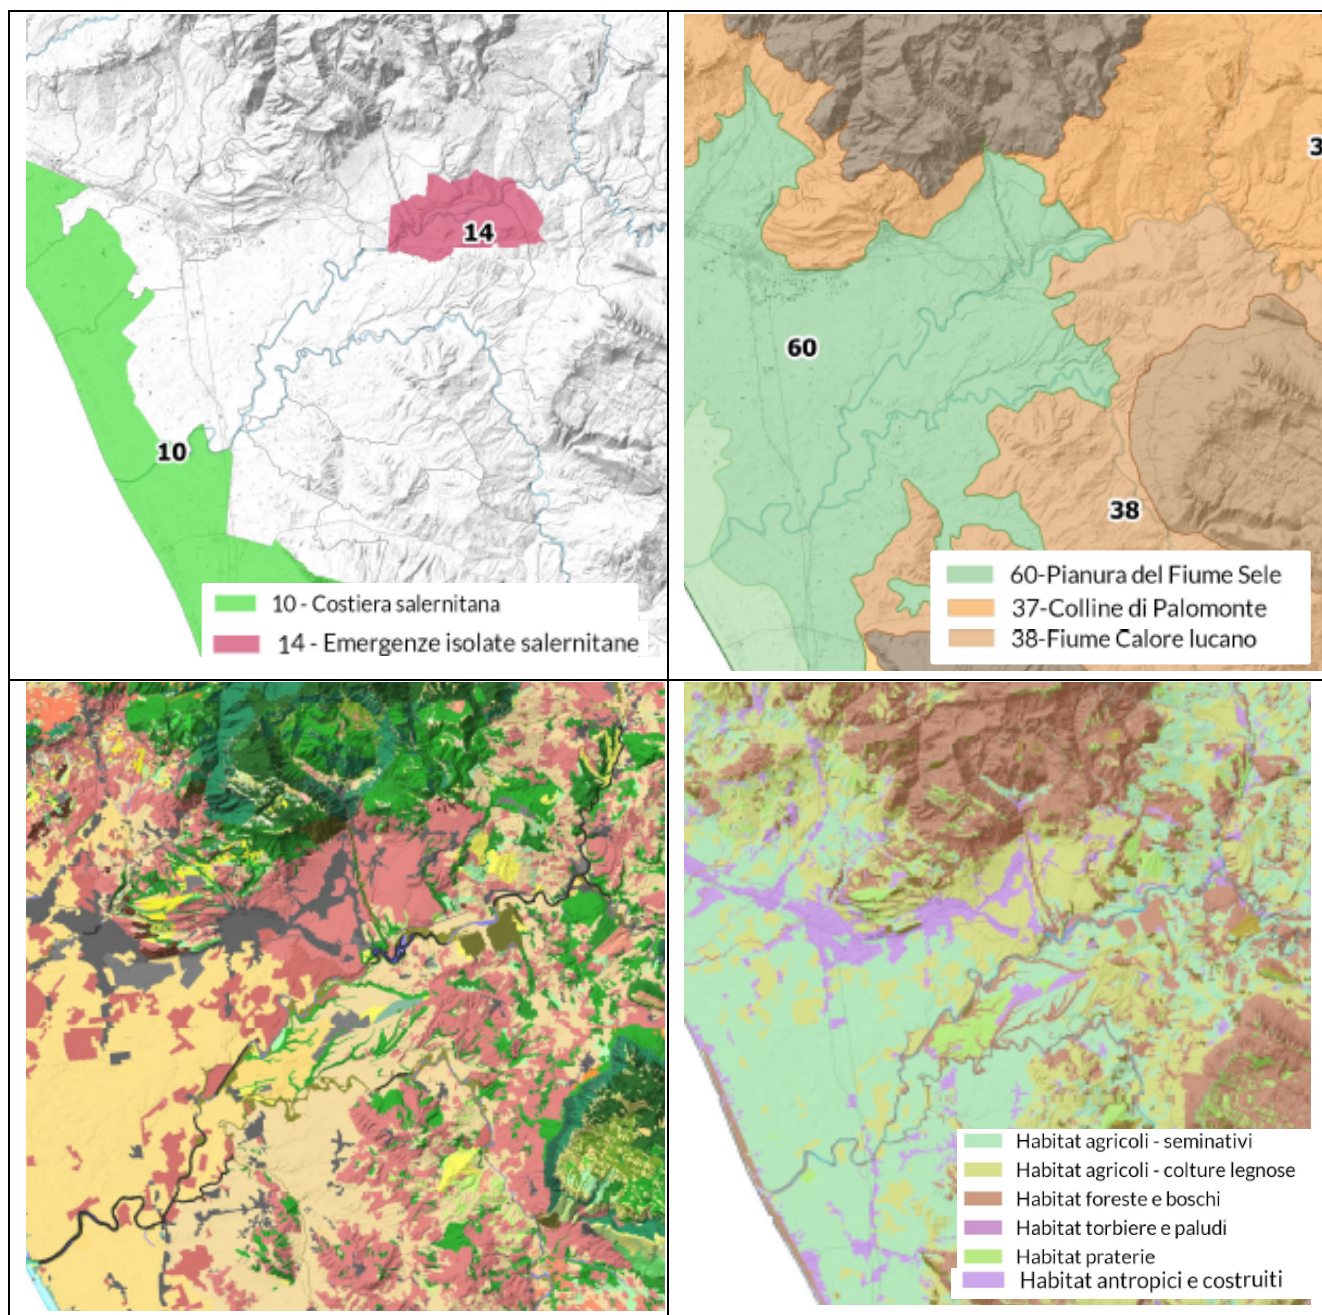 14
10
10 - Costiera salernitana
14 - Emergenze isolate salernitane
3
60
38
60-Pianura del Fiume Sele
37-Colline di Palomonte
38-Fiume Calore lucano
Habitat agricoli - seminativi
Habitat agricoli - colture legnose
Habitat foreste e boschi
Habitat torbiere e paludi
Habitat praterie
Habitat antropici e costruiti